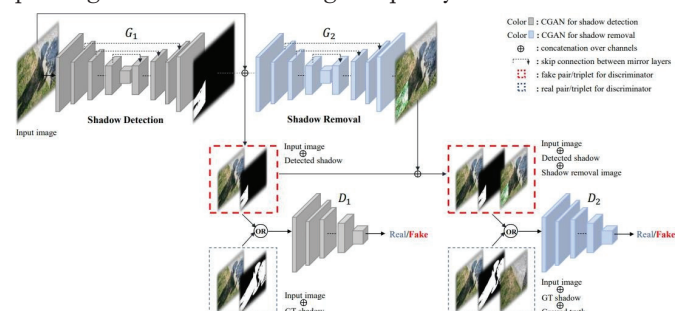 G1
G2
Color : CGAN for shadow detection
Color : CGAN for shadow removal
⊕ : concatenation over channels
: skip connection between mirror layers
: fake pair/triplet for discriminator
: real pair/triplet for discriminator
Input image
Shadow Detection
Shadow Removal
...
Input image
⊕
Detected shadow
Input image
⊕
Detected shadow
⊕
Shadow removal image
D1
D2
OR
Real/Fake
OR
Real/Fake
Input image
⊕
GT shadow
Input image
⊕
GT shadow
⊕